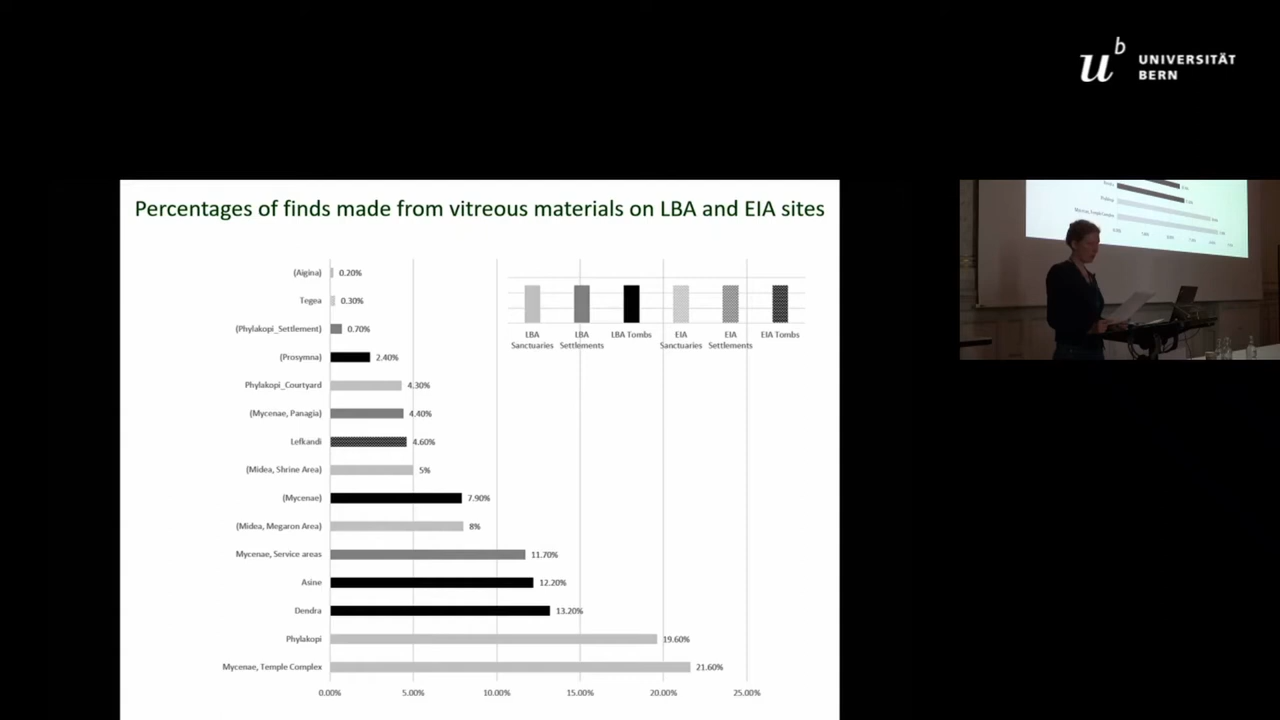 u^b
UNIVERSITÄT
BERN
Percentages of finds made from vitreous materials on LBA and EIA sites
(Aigina) 0.20%
Tegea 0.30%
(Phylakopi_Settlement) 0.70%
(Prosymna) 2.40%
Phylakopi_Courtyard 4.30%
(Mycenae, Panagia) 4.40%
Lefkandi 4.60%
(Midea, Shrine Area) 5%
(Mycenae) 7.90%
(Midea, Megaron Area) 8%
Mycenae, Service areas 11.70%
Asine 12.20%
Dendra 13.20%
Phylakopi 19.60%
Mycenae, Temple Complex 21.60%
0.00% 5.00% 10.00% 15.00% 20.00% 25.00%
LBA Sanctuaries
LBA Settlements
LBA Tombs
EIA Sanctuaries
EIA Settlements
EIA Tombs